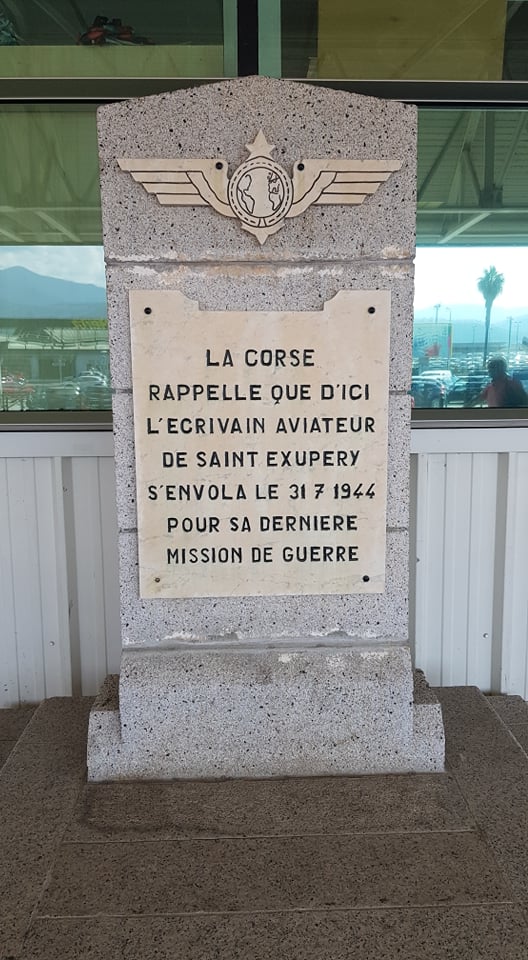 LA CORSE
RAPPELLE QUE D'ICI
L'ECRIVAIN AVIATEUR
DE SAINT EXUPERY
S'ENVOLA LE 31 7 1944
POUR SA DERNIERE
MISSION DE GUERRE